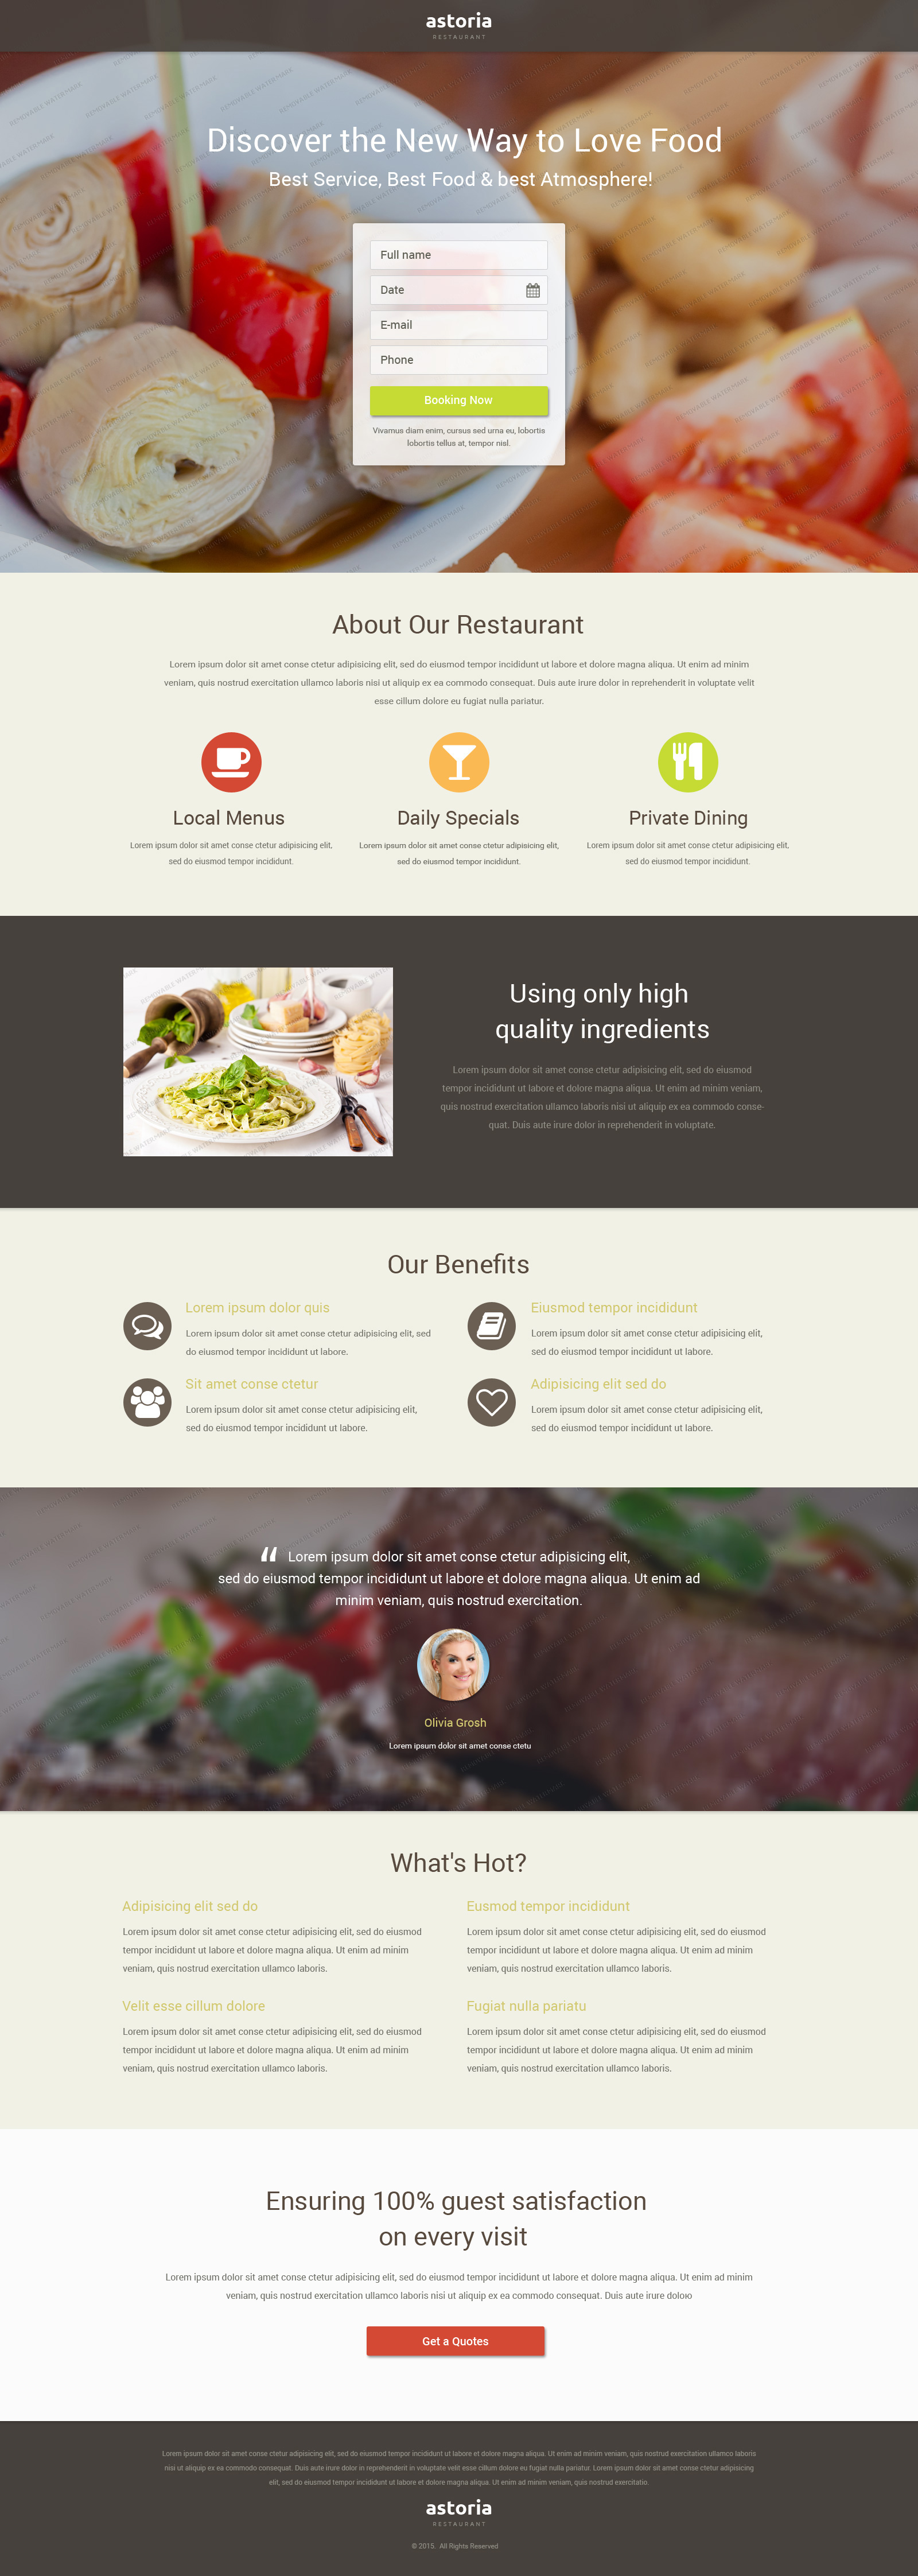 astoria
RESTAURANT
Discover the New Way to Love Food
Best Service, Best Food & best Atmosphere!
Full name
Date
E-mail
Phone
Booking Now
Vivamus diam enim, cursus sed urna eu, lobortis
lobortis tellus at, tempor nisl.
About Our Restaurant
Lorem ipsum dolor sit amet conse ctetur adipisicing elit, sed do eiusmod tempor incididunt ut labore et dolore magna aliqua. Ut enim ad minim
veniam, quis nostrud exercitation ullamco laboris nisi ut aliquip ex ea commodo consequat. Duis aute irure dolor in reprehenderit in voluptate velit
esse cillum dolore eu fugiat nulla pariatur.
Local Menus
Lorem ipsum dolor sit amet conse ctetur adipisicing elit,
sed do eiusmod tempor incididunt.
Daily Specials
Lorem ipsum dolor sit amet conse ctetur adipisicing elit,
sed do eiusmod tempor incididunt.
Private Dining
Lorem ipsum dolor sit amet conse ctetur adipisicing elit,
sed do eiusmod tempor incididunt.
REMOVABLE WATERMARK
Using only high
quality ingredients
Lorem ipsum dolor sit amet conse ctetur adipisicing elit, sed do eiusmod
tempor incididunt ut labore et dolore magna aliqua. Ut enim ad minim veniam,
quis nostrud exercitation ullamco laboris nisi ut aliquip ex ea commodo conse-
quat. Duis aute irure dolor in reprehenderit in voluptate.
Our Benefits
Lorem ipsum dolor quis
Lorem ipsum dolor sit amet conse ctetur adipisicing elit, sed
do eiusmod tempor incididunt ut labore.
Eiusmod tempor incididunt
Lorem ipsum dolor sit amet conse ctetur adipisicing elit,
sed do eiusmod tempor incididunt ut labore.
Sit amet conse ctetur
Lorem ipsum dolor sit amet conse ctetur adipisicing elit,
sed do eiusmod tempor incididunt ut labore.
Adipisicing elit sed do
Lorem ipsum dolor sit amet conse ctetur adipisicing elit,
sed do eiusmod tempor incididunt ut labore.
“ Lorem ipsum dolor sit amet conse ctetur adipisicing elit,
sed do eiusmod tempor incididunt ut labore et dolore magna aliqua. Ut enim ad
minim veniam, quis nostrud exercitation.
Olivia Grosh
Lorem ipsum dolor sit amet conse ctetu
What's Hot?
Adipisicing elit sed do
Lorem ipsum dolor sit amet conse ctetur adipisicing elit, sed do eiusmod
tempor incididunt ut labore et dolore magna aliqua. Ut enim ad minim
veniam, quis nostrud exercitation ullamco laboris.
Eusmod tempor incididunt
Lorem ipsum dolor sit amet conse ctetur adipisicing elit, sed do eiusmod
tempor incididunt ut labore et dolore magna aliqua. Ut enim ad minim
veniam, quis nostrud exercitation ullamco laboris.
Velit esse cillum dolore
Lorem ipsum dolor sit amet conse ctetur adipisicing elit, sed do eiusmod
tempor incididunt ut labore et dolore magna aliqua. Ut enim ad minim
veniam, quis nostrud exercitation ullamco laboris.
Fugiat nulla pariatu
Lorem ipsum dolor sit amet conse ctetur adipisicing elit, sed do eiusmod
tempor incididunt ut labore et dolore magna aliqua. Ut enim ad minim
veniam, quis nostrud exercitation ullamco laboris.
Ensuring 100% guest satisfaction
on every visit
Lorem ipsum dolor sit amet conse ctetur adipisicing elit, sed do eiusmod tempor incididunt ut labore et dolore magna aliqua. Ut enim ad minim
veniam, quis nostrud exercitation ullamco laboris nisi ut aliquip ex ea commodo consequat. Duis aute irure doloю
Get a Quotes
Lorem ipsum dolor sit amet conse ctetur adipisicing elit, sed do eiusmod tempor incididunt ut labore et dolore magna aliqua. Ut enim ad minim veniam, quis nostrud exercitation ullamco laboris
nisi ut aliquip ex ea commodo consequat. Duis aute irure dolor in reprehenderit in voluptate velit esse cillum dolore eu fugiat nulla pariatur. Lorem ipsum dolor sit amet conse ctetur adipisicing
elit, sed do eiusmod tempor incididunt ut labore et dolore magna aliqua. Ut enim ad minim veniam, quis nostrud exercitatio.
astoria
RESTAURANT
© 2015. All Rights Reserved